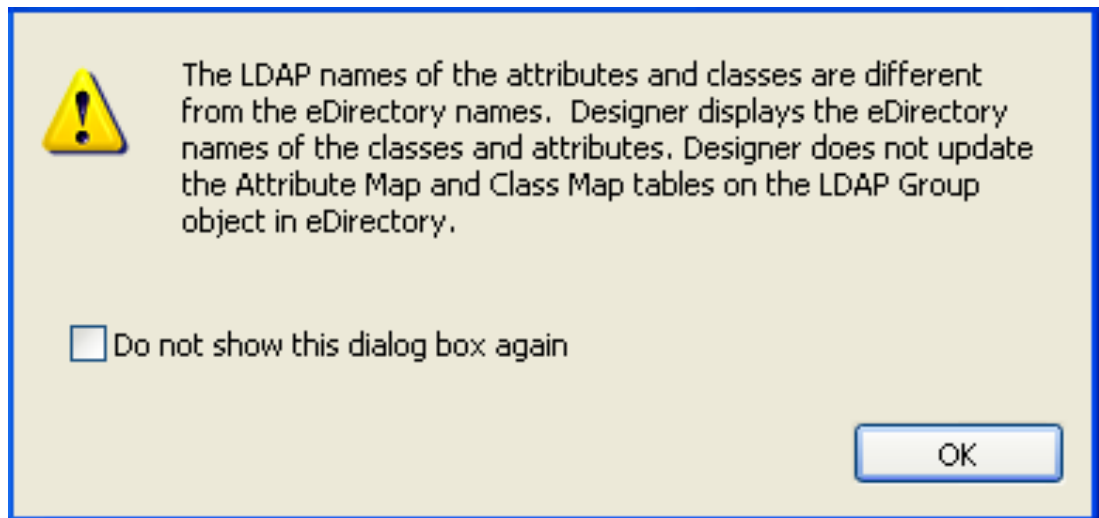 The LDAP names of the attributes and classes are different
from the eDirectory names.  Designer displays the eDirectory
names of the classes and attributes. Designer does not update
the Attribute Map and Class Map tables on the LDAP Group
object in eDirectory.
Do not show this dialog box again
OK